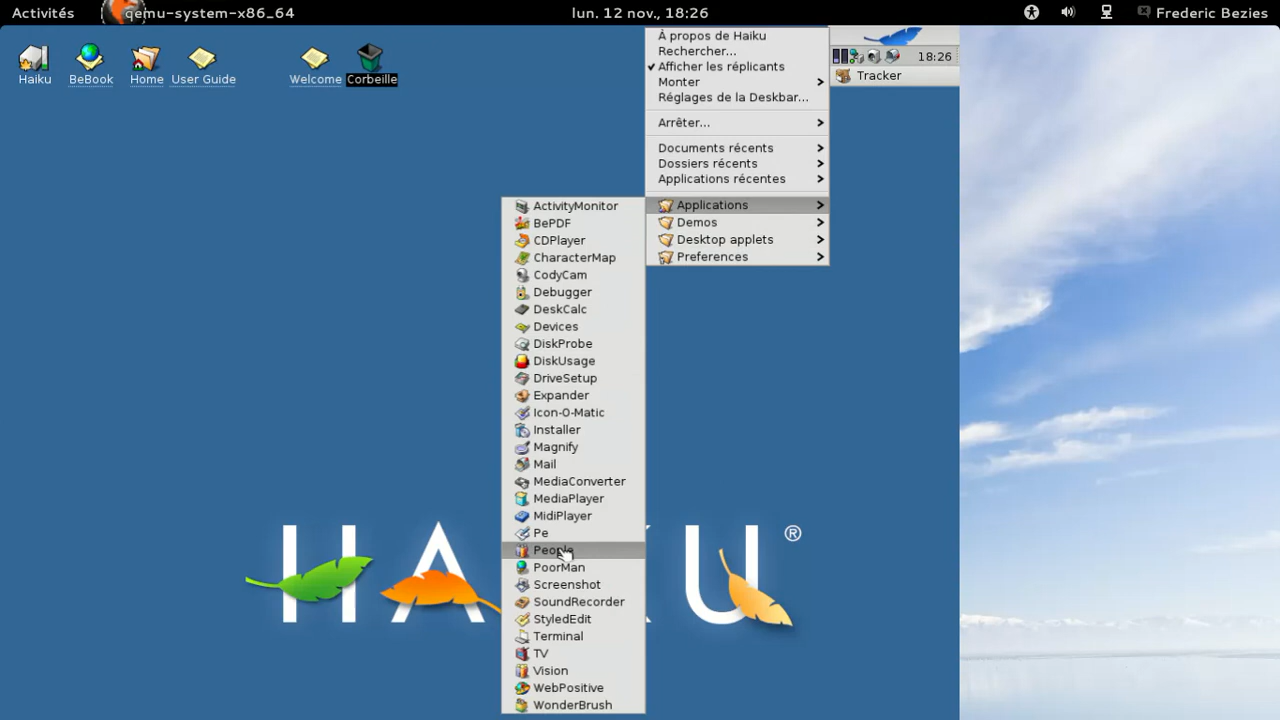 Activités
qemu-system-x86_64
lun. 12 nov., 18:26
Frederic Bezies
Haiku
BeBook
Home
User Guide
Welcome
Corbeille
À propos de Haiku
Rechercher...
Afficher les réplicants
Monter
Réglages de la Deskbar...
Arrêter...
Documents récents
Dossiers récents
Applications récentes
Applications
Demos
Desktop applets
Preferences
18:26
Tracker
ActivityMonitor
BePDF
CDPlayer
CharacterMap
CodyCam
Debugger
DeskCalc
Devices
DiskProbe
DiskUsage
DriveSetup
Expander
Icon-O-Matic
Installer
Magnify
Mail
MediaConverter
MediaPlayer
MidiPlayer
Pe
People
PoorMan
Screenshot
SoundRecorder
StyledEdit
Terminal
TV
Vision
WebPositive
WonderBrush
HAIKU®